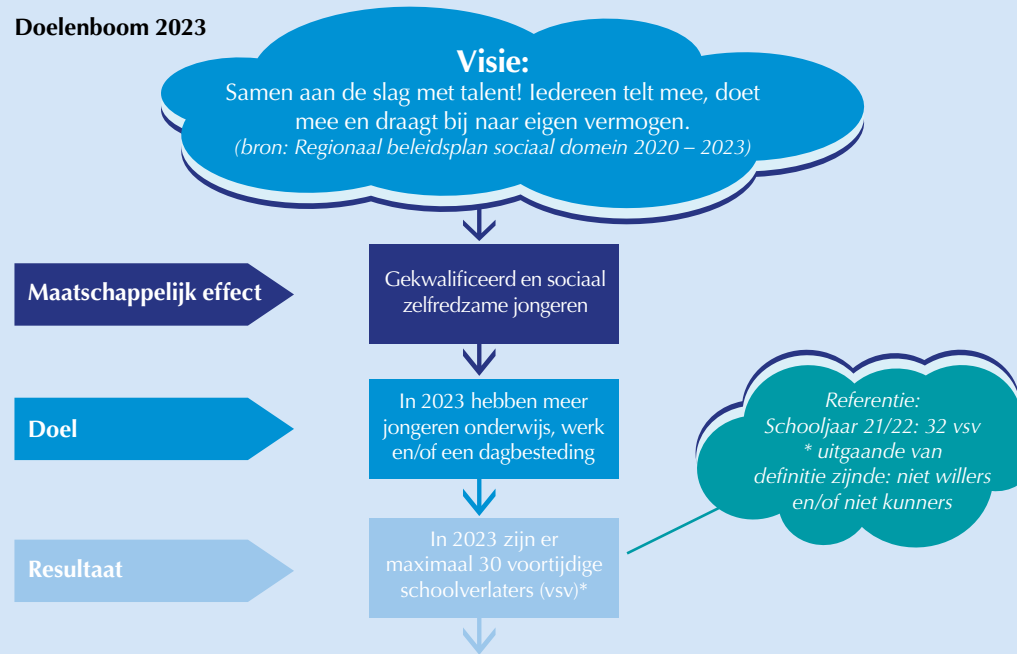 Doelenboom 2023
Visie:
Samen aan de slag met talent! Iedereen telt mee, doet
mee en draagt bij naar eigen vermogen.
(bron: Regionaal beleidsplan sociaal domein 2020 – 2023)
Maatschappelijk effect
Gekwalificeerd en sociaal
zelfredzame jongeren
Doel
In 2023 hebben meer
jongeren onderwijs, werk
en/of een dagbesteding
Referentie:
Schooljaar 21/22: 32 vsv
* uitgaande van
definitie zijnde: niet willers
en/of niet kunners
Resultaat
In 2023 zijn er
maximaal 30 voortijdige
schoolverlaters (vsv)*